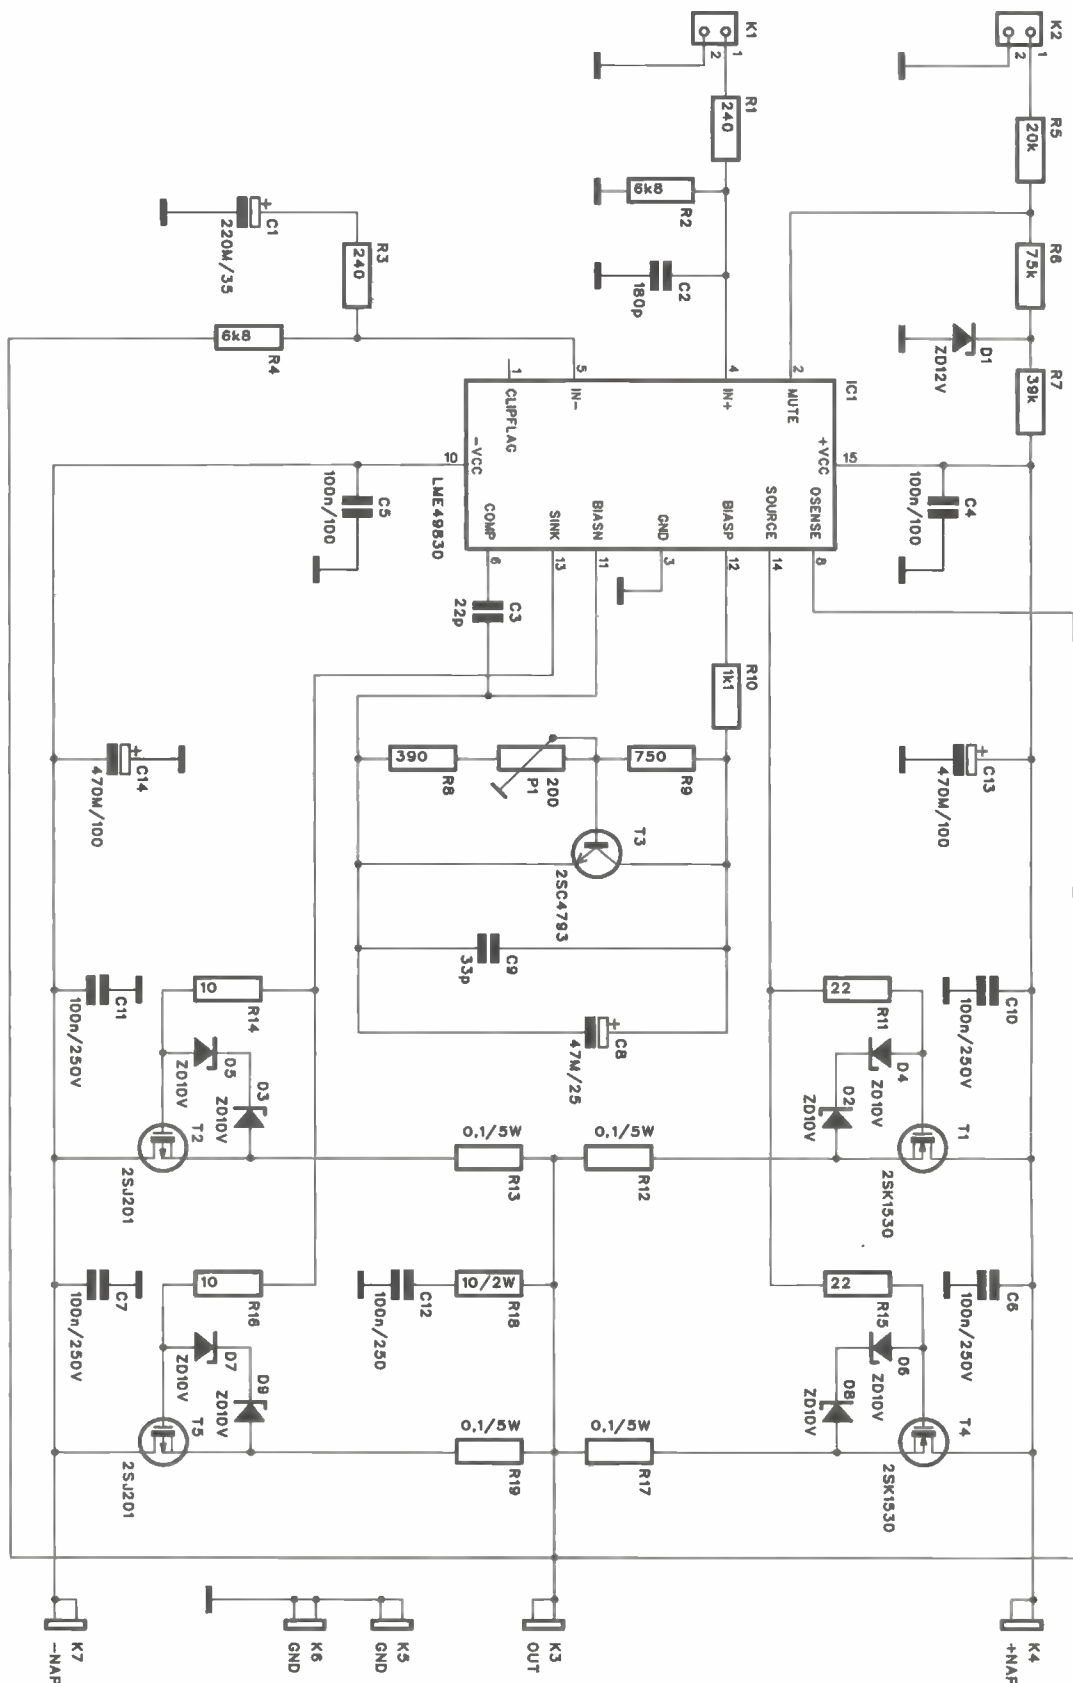 K1
1
2
R1
240
R2
6k8
C2
180p
K2
1
2
R5
20k
R6
75k
D1
ZD12V
R7
39k
C1
220M/35
R3
240
R4
6k8
IC1
LME49830
1
CLIPFLAG
5
IN-
4
IN+
2
MUTE
10
-VCC
15
+VCC
6
COMP
13
SINK
11
BIASN
3
GND
12
BIASP
14
SOURCE
8
OSENSE
C5
100n/100
C4
100n/100
C3
22p
R10
1k1
C14
470M/100
C13
470M/100
R8
390
P1
200
R9
750
T3
2SC4793
C9
33p
C8
47M/25
C11
100n/250V
R14
10
D5
ZD10V
D3
ZD10V
T2
2SJ201
R13
0,1/5W
R12
0,1/5W
R11
22
D4
ZD10V
D2
ZD10V
T1
2SK1530
C10
100n/250V
C7
100n/250V
R16
10
D7
ZD10V
D9
ZD10V
T5
2SJ201
C12
100n/250
R18
10/2W
R19
0,1/5W
R17
0,1/5W
R15
22
D6
ZD10V
D8
ZD10V
T4
2SK1530
C6
100n/250V
K7
-NAP
K6
GND
K5
GND
K3
OUT
K4
+NAP